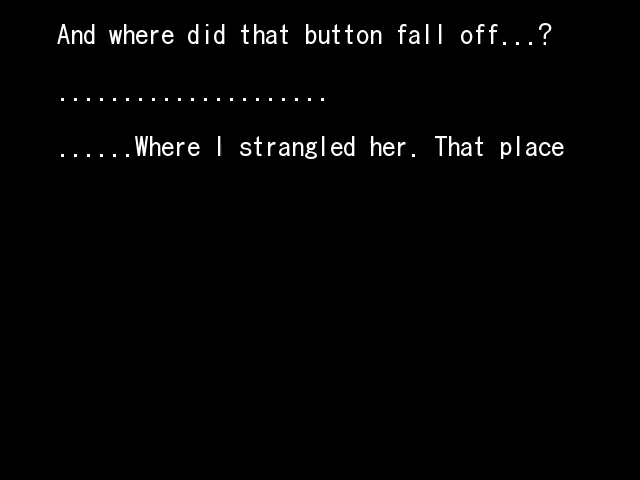 And where did that button fall off...?
.....................
......Where I strangled her. That place